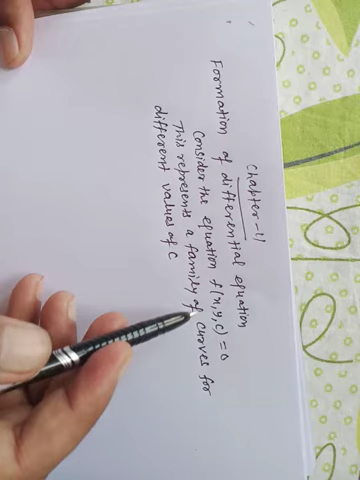 Chapter-11
Formation of differential equation
Consider the equation f(x,y,c)=0
This represents a family of curves for
different values of c